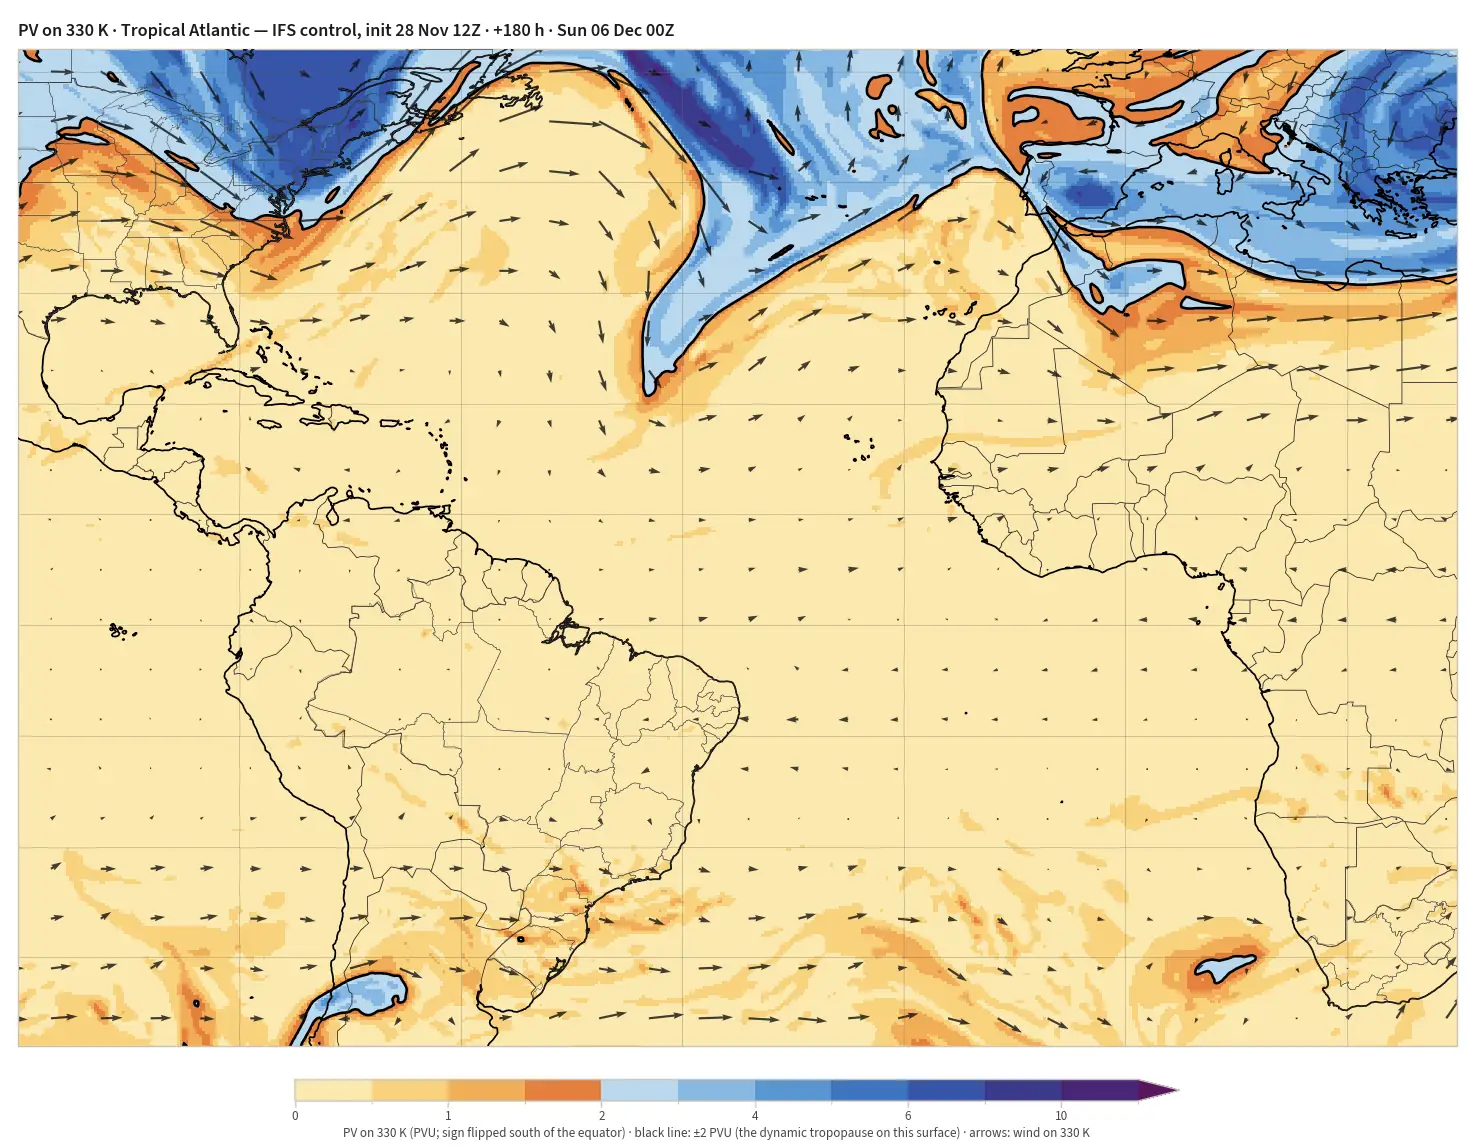 PV on 330 K · Tropical Atlantic — IFS control, init 28 Nov 12Z · +180 h · Sun 06 Dec 00Z
0 1 2 4 6 10
PV on 330 K (PVU; sign flipped south of the equator) · black line: ±2 PVU (the dynamic tropopause on this surface) · arrows: wind on 330 K